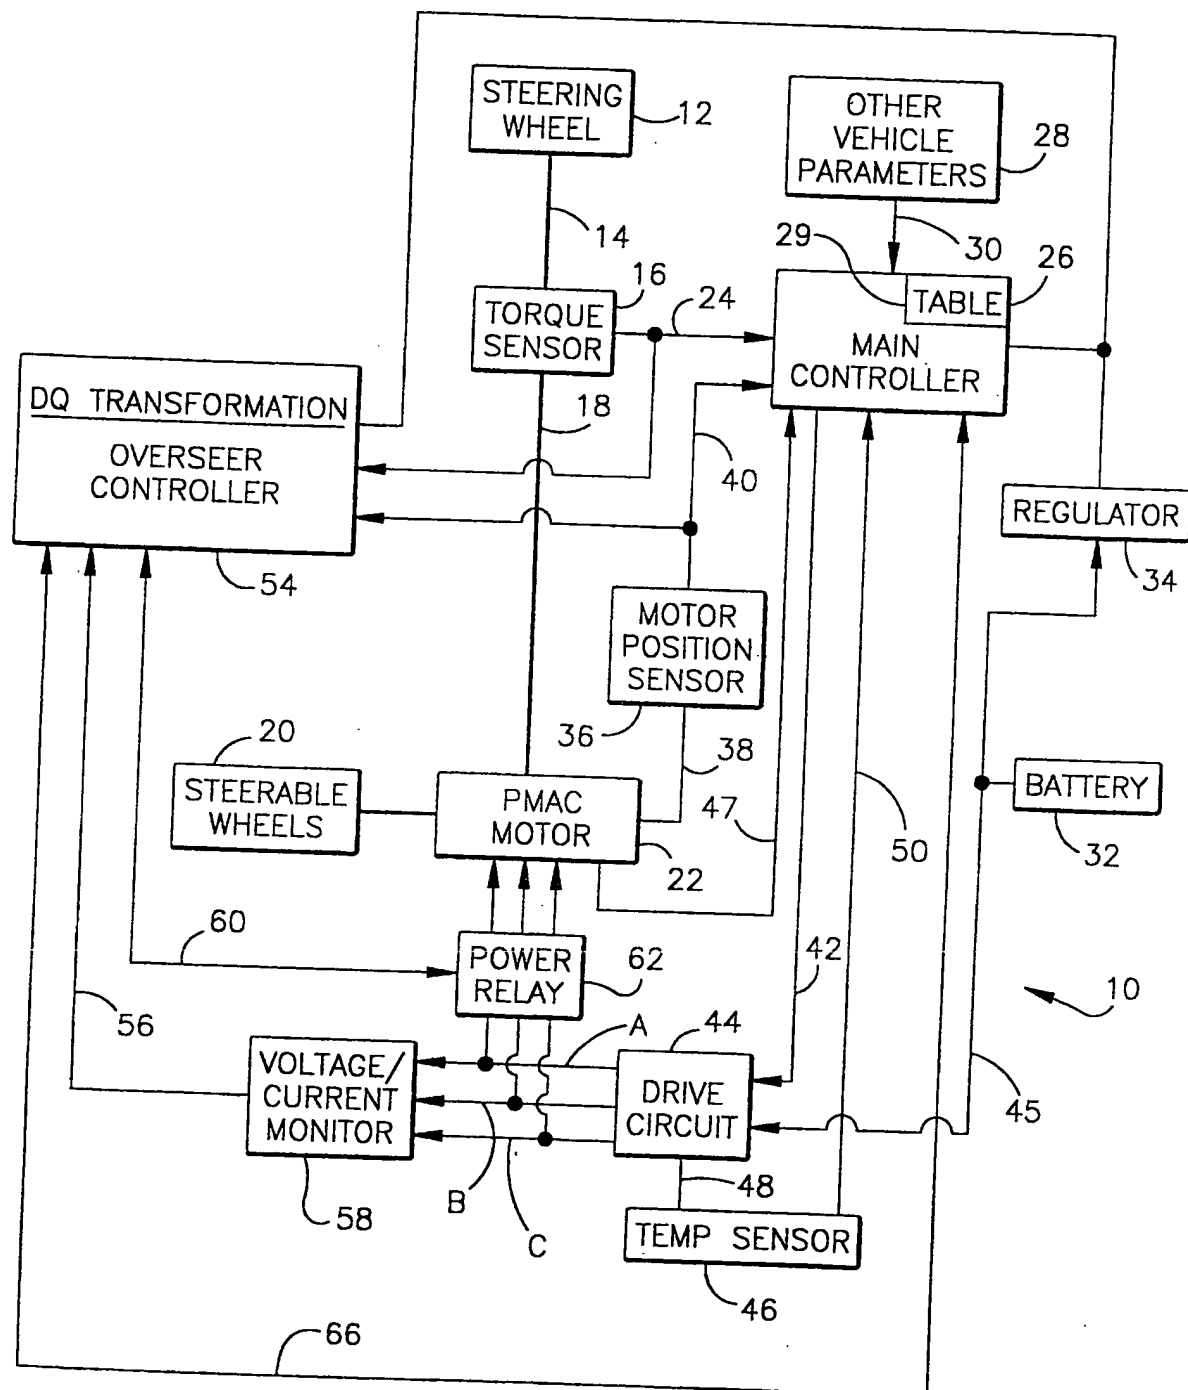 STEERING
WHEEL
12
OTHER
VEHICLE
PARAMETERS
28
14
30
29
26
16
24
TABLE
TORQUE
SENSOR
MAIN
CONTROLLER
DQ TRANSFORMATION
OVERSEER
CONTROLLER
18
40
REGULATOR
34
54
MOTOR
POSITION
SENSOR
36
38
20
STEERABLE
WHEELS
PMAC
MOTOR
22
47
50
BATTERY
32
60
POWER
RELAY
62
42
10
56
A
44
VOLTAGE/
CURRENT
MONITOR
DRIVE
CIRCUIT
45
58
B
C
48
TEMP SENSOR
46
66